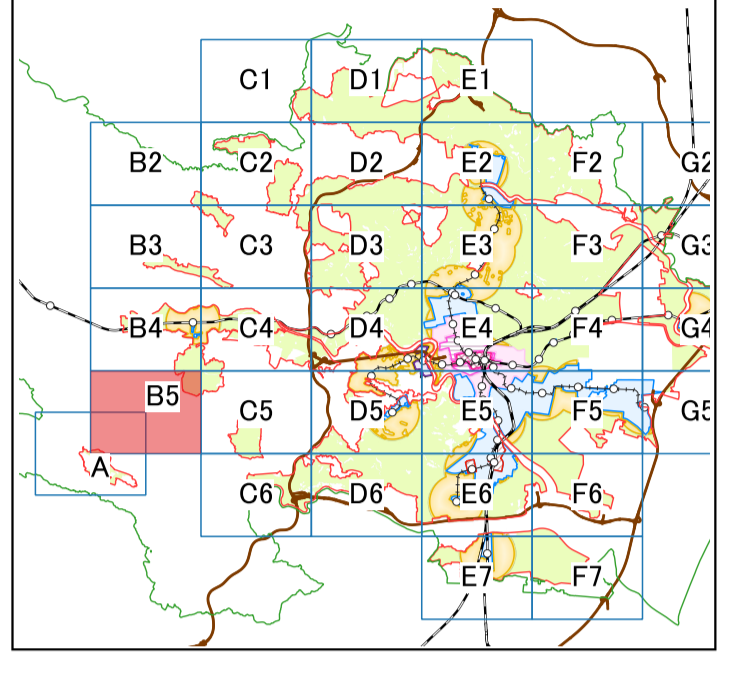 C1 D1 E1
B2 C2 D2 E2 F2 G2
B3 C3 D3 E3 F3 G3
B4 C4 D4 E4 F4 G4
B5 C5 D5 E5 F5 G5
A C6 D6 E6 F6
E7 F7